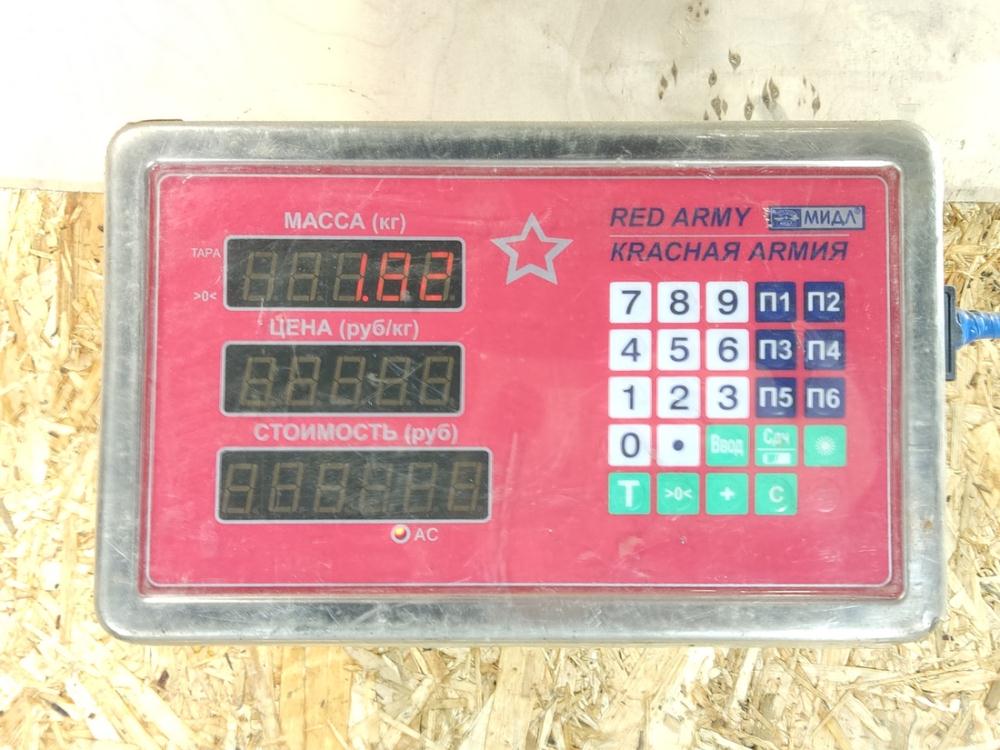 МАССА (кг)
ТАРА
1.82
>0<
ЦЕНА (руб/кг)
СТОИМОСТЬ (руб)
AC
RED ARMY МИДЛ®
КRАСНАЯ АRМИЯ
7 8 9 П1 П2
4 5 6 П3 П4
1 2 3 П5 П6
0 • Ввод Сдч
T >0< + C